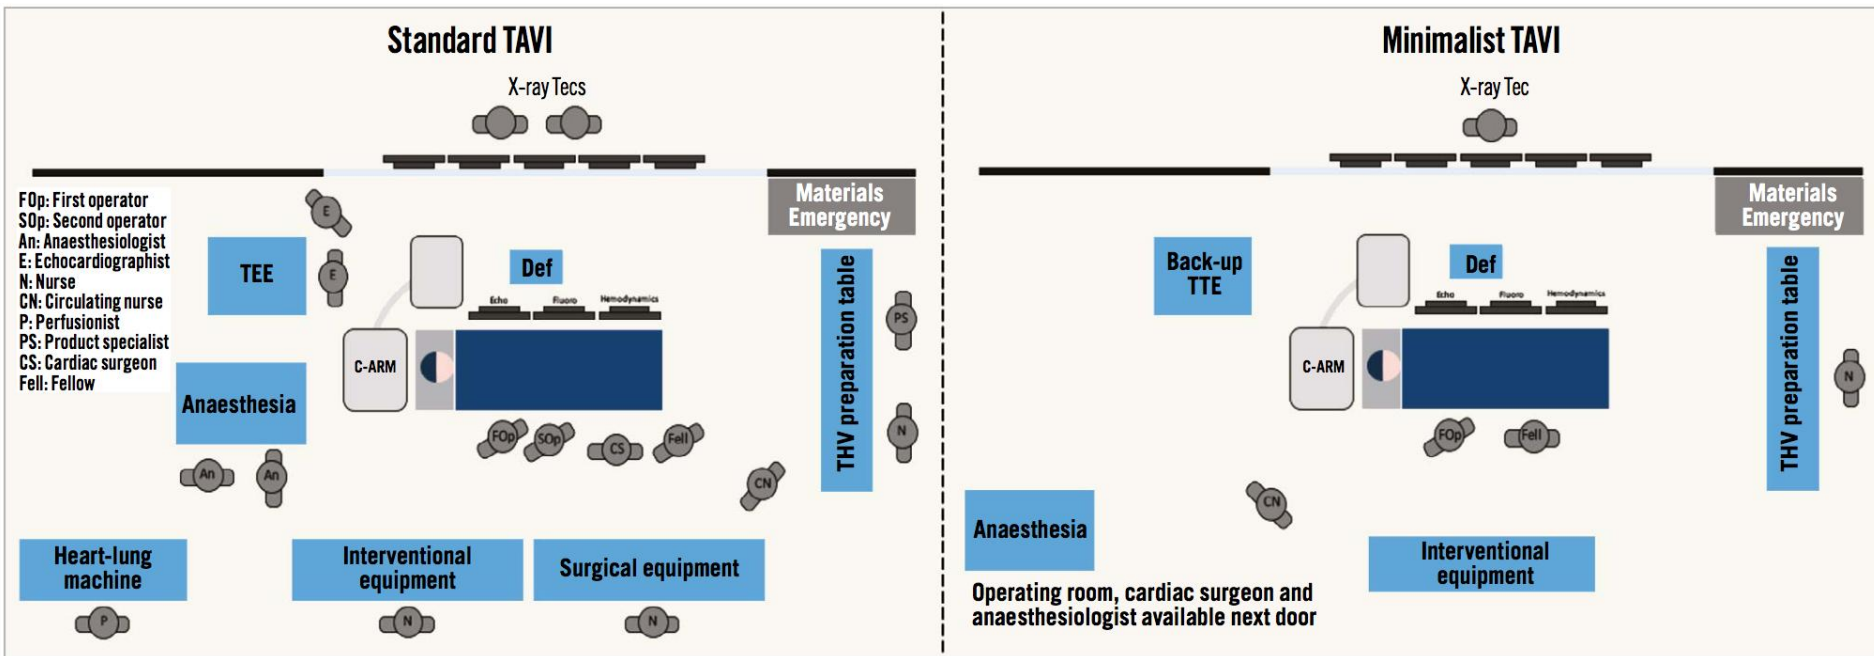 Standard TAVI
X-ray Tecs
Materials
Emergency
FOp: First operator
SOp: Second operator
An: Anaesthesiologist
E: Echocardiographist
N: Nurse
CN: Circulating nurse
P: Perfusionist
PS: Product specialist
CS: Cardiac surgeon
Fell: Fellow
E
E
TEE
Def
Echo
Fluoro
Hemodynamics
C-ARM
THV preparation table
PS
N
Anaesthesia
An
An
FOp
SOp
CS
Fell
CN
Heart-lung
machine
Interventional
equipment
Surgical equipment
P
N
N
Minimalist TAVI
X-ray Tec
Materials
Emergency
Back-up
TTE
Def
Echo
Fluoro
Hemodynamics
C-ARM
THV preparation table
N
FOp
Fell
CN
Anaesthesia
Interventional
equipment
Operating room, cardiac surgeon and
anaesthesiologist available next door